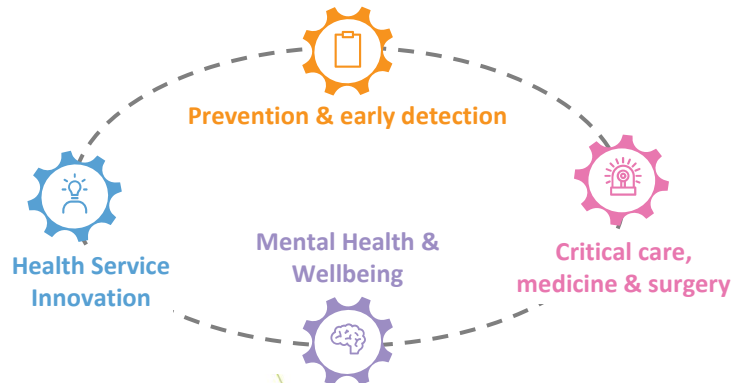 Prevention & early detection
Health Service
Innovation
Mental Health &
Wellbeing
Critical care,
medicine & surgery